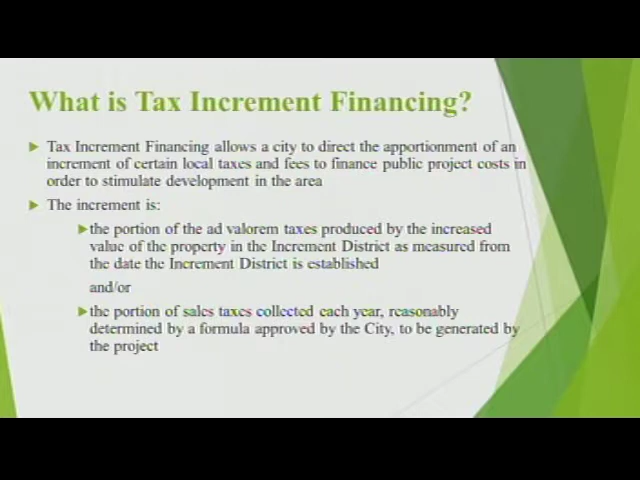 What is Tax Increment Financing?
Tax Increment Financing allows a city to direct the apportionment of an
increment of certain local taxes and fees to finance public project costs in
order to stimulate development in the area
The increment is:
the portion of the ad valorem taxes produced by the increased
value of the property in the Increment District as measured from
the date the Increment District is established
and/or
the portion of sales taxes collected each year, reasonably
determined by a formula approved by the City, to be generated by
the project